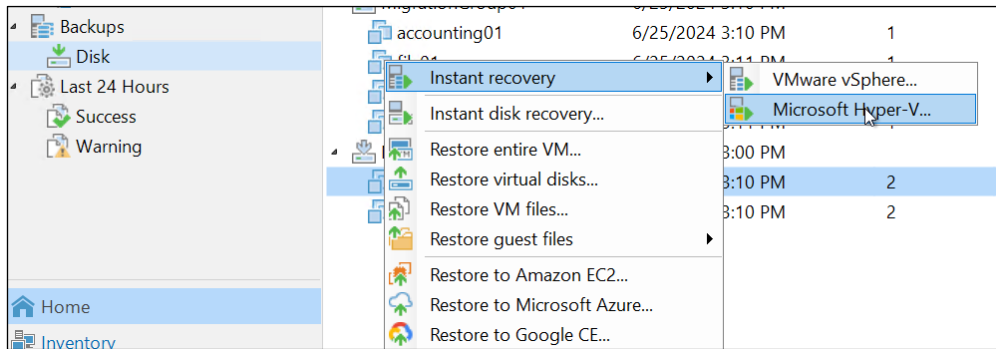 Backups
Disk
Last 24 Hours
Success
Warning
Home
Inventory
accounting01 6/25/2024 3:10 PM 1
Instant recovery
Instant disk recovery...
Restore entire VM...
Restore virtual disks...
Restore VM files...
Restore guest files
Restore to Amazon EC2...
Restore to Microsoft Azure...
Restore to Google CE...
VMware vSphere...
Microsoft Hyper-V...
3:00 PM
3:10 PM 2
3:10 PM 2